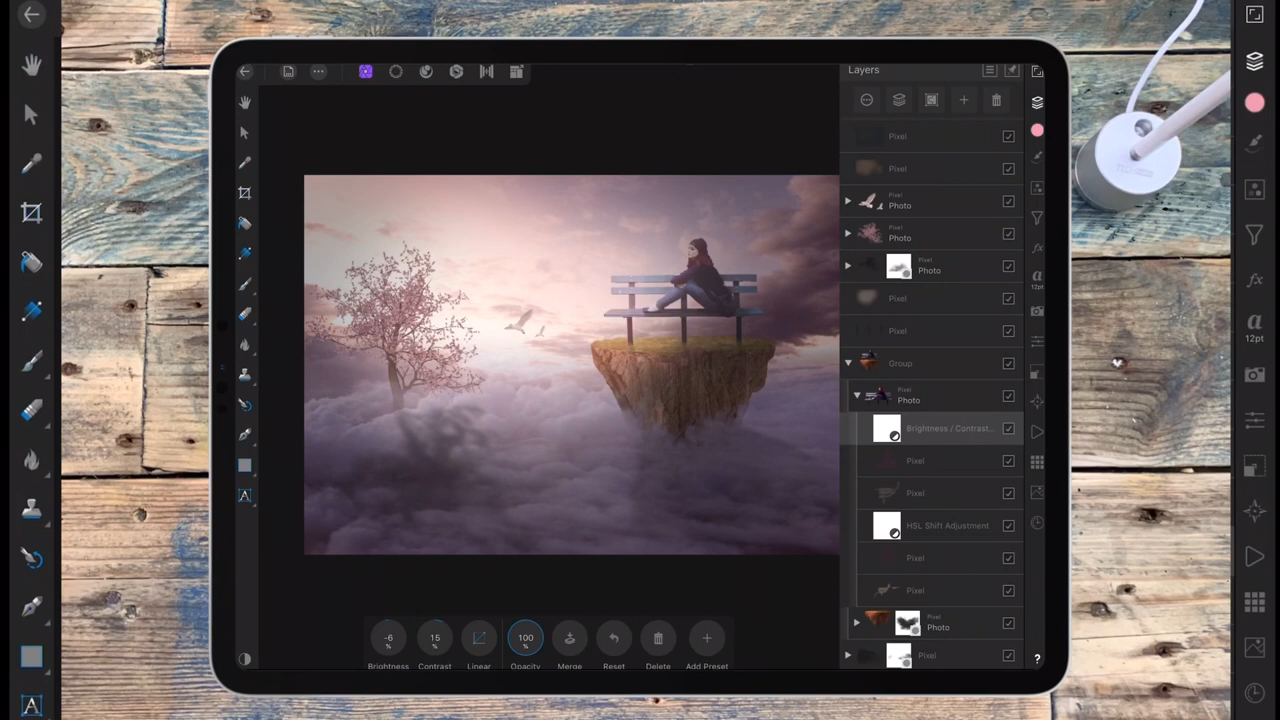 Layers
Pixel
Pixel
Pixel
Photo
Pixel
Photo
Pixel
Photo
Pixel
Pixel
Group
Pixel
Photo
Brightness / Contrast...
Pixel
Pixel
HSL Shift Adjustment
Pixel
Pixel
Pixel
Photo
Pixel
a
12pt
a
12pt
A
A
?
-6
%
15
%
100
%
Brightness
Contrast
Linear
Opacity
Merge
Reset
Delete
Add Preset